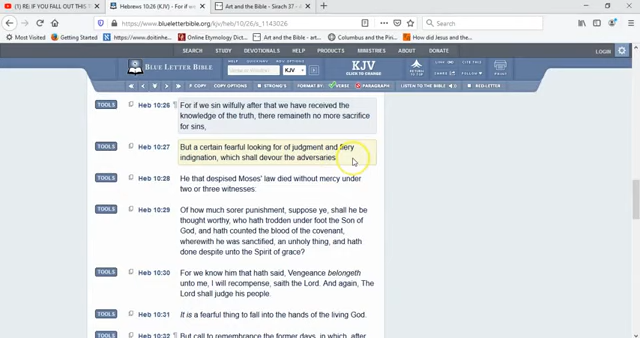 (1) RE: IF YOU FALL OUT THIS
Hebrews 10:26 (KJV) - For if we s
Art and the Bible - Sirach 37 - A
https://www.blueletterbible.org/kjv/heb/10/26/s_1143026
Search
Most Visited
Getting Started
https://www.doitinhe...
Online Etymology Dict...
Art and the Bible - ...
Columbus and the Pin...
How did Jesus die?
SEARCH STUDY DEVOTIONALS HELP PRODUCTS MINISTRIES ABOUT DONATE
LOGIN
BLUE LETTER BIBLE
KJV
KJV
CLICK TO CHANGE
RETURN TO TOP
SHARE
FOLLOW
PRINT
COPY COPY OPTIONS STRONG'S FORMAT BY VERSE PARAGRAPH LISTEN TO THE BIBLE
TOOLS Heb 10:26 ¶ For if we sin wilfully after that we have received the
knowledge of the truth, there remaineth no more sacrifice
for sins,
TOOLS Heb 10:27 But a certain fearful looking for of judgment and fiery
indignation, which shall devour the adversaries.
TOOLS Heb 10:28 He that despised Moses' law died without mercy under
two or three witnesses:
TOOLS Heb 10:29 Of how much sorer punishment, suppose ye, shall he be
thought worthy, who hath trodden under foot the Son of
God, and hath counted the blood of the covenant,
wherewith he was sanctified, an unholy thing, and hath
done despite unto the Spirit of grace?
TOOLS Heb 10:30 For we know him that hath said, Vengeance belongeth
unto me, I will recompense, saith the Lord. And again, The
Lord shall judge his people.
TOOLS Heb 10:31 It is a fearful thing to fall into the hands of the living God.
TOOLS Heb 10:32 ¶ But call to remembrance the former days, in which, after